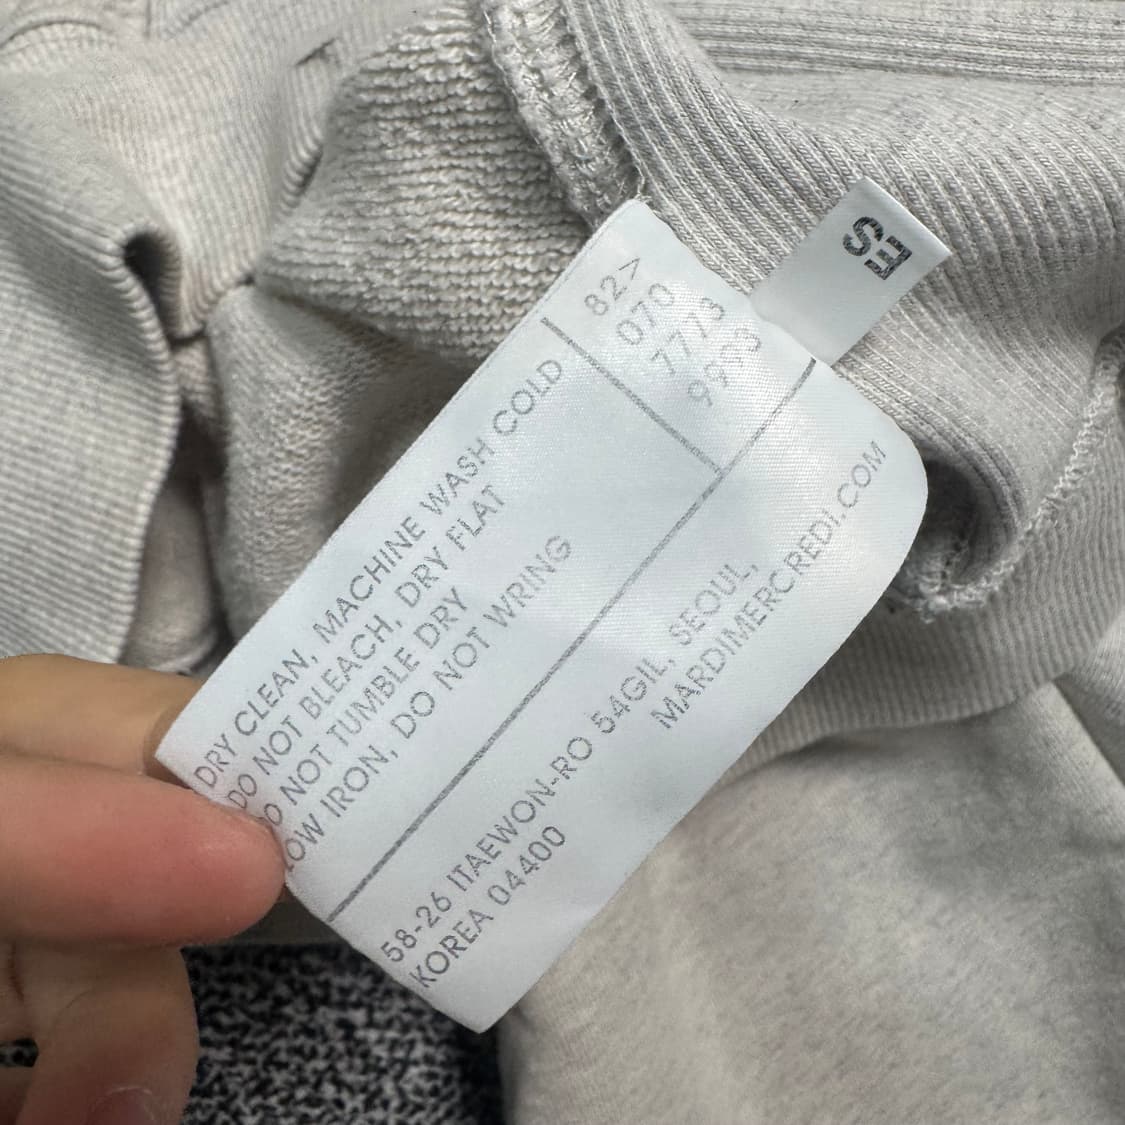 82>
070
7773
9993
DRY CLEAN, MACHINE WASH COLD
DO NOT BLEACH, DRY FLAT
DO NOT TUMBLE DRY
LOW IRON, DO NOT WRING
58-26 ITAEWON-RO 54GIL, SEOUL,
KOREA 04400
MARDIMERCREDI.COM